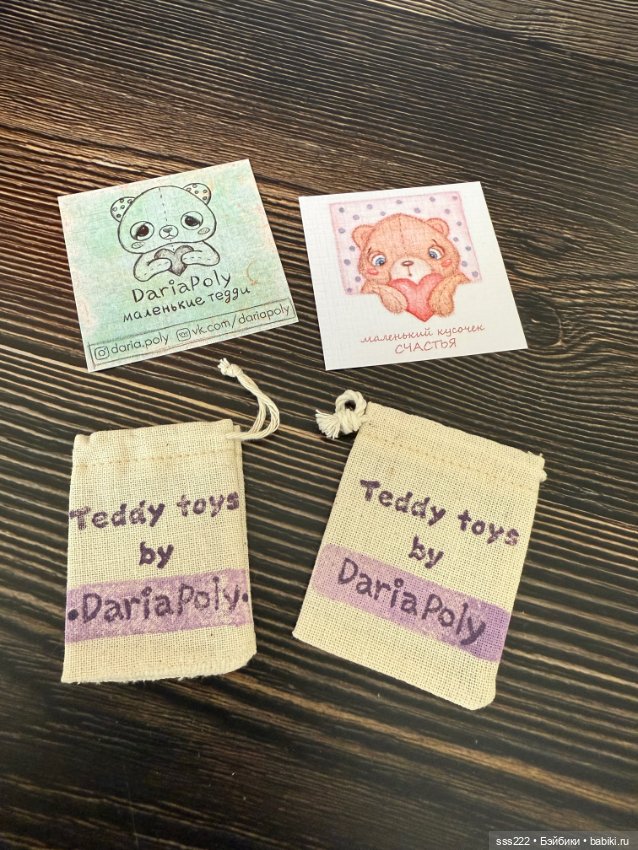 DariaPoly
маленькие тедди
daria.poly vk.com/dariapoly
маленький кусочек
СЧАСТЬЯ
Teddy toys
by
•DariaPoly•
Teddy toys
by
DariaPoly
sss222 • Бэйбики • babiki.ru